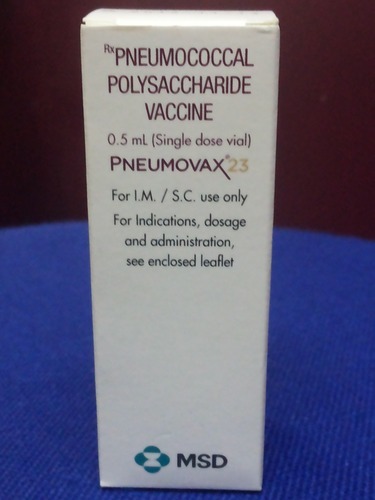 Rx PNEUMOCOCCAL
POLYSACCHARIDE
VACCINE
0.5 mL (Single dose vial)
PNEUMOVAX® 23
For I.M. / S.C. use only
For Indications, dosage
and administration,
see enclosed leaflet
MSD